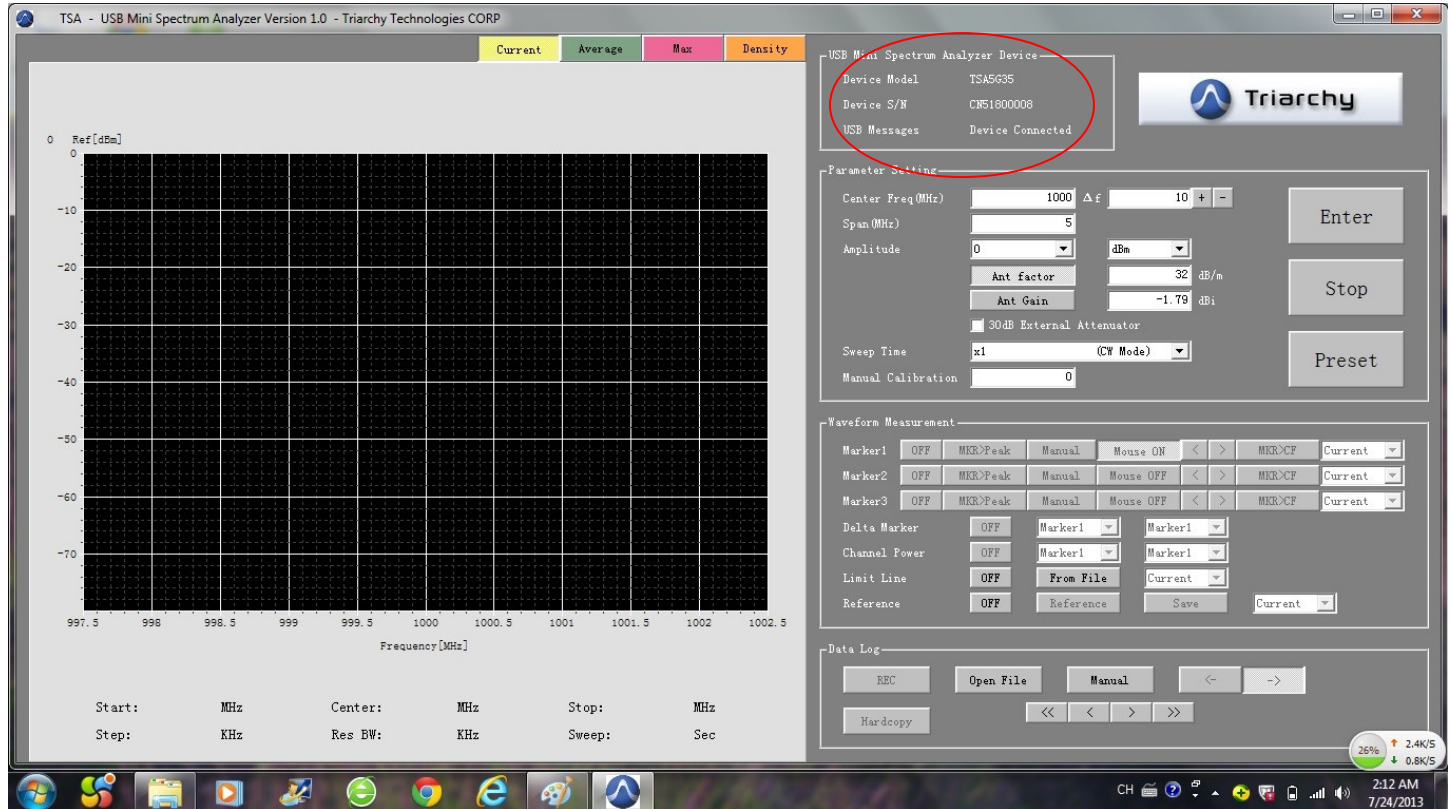 TSA - USB Mini Spectrum Analyzer Version 1.0 - Triarchy Technologies CORP
Current Average Max Density
0 Ref[dBm]
0
-10
-20
-30
-40
-50
-60
-70
997.5 998 998.5 999 999.5 1000 1000.5 1001 1001.5 1002 1002.5
Frequency[MHz]
Start: MHz Center: MHz Stop: MHz
Step: KHz Res BW: KHz Sweep: Sec
USB Mini Spectrum Analyzer Device
Device Model TSA5G35
Device S/N CN51800008
USB Messages Device Connected
Triarchy
Parameter Setting
Center Freq(MHz) 1000 Δf 10 + -
Span(MHz) 5
Amplitude 0 dBm
Ant factor 32 dB/m
Ant Gain -1.79 dBi
30dB External Attenuator
Sweep Time x1 (CW Mode)
Manual Calibration 0
Enter
Stop
Preset
Waveform Measurement
Marker1 OFF MKR>Peak Manual Mouse ON < > MKR>CF Current
Marker2 OFF MKR>Peak Manual Mouse OFF < > MKR>CF Current
Marker3 OFF MKR>Peak Manual Mouse OFF < > MKR>CF Current
Delta Marker OFF Marker1 Marker1
Channel Power OFF Marker1 Marker1
Limit Line OFF From File Current
Reference OFF Reference Save Current
Data Log
REC Open File Manual <- ->
Hardcopy << < > >>
26% 2.4K/S
0.8K/S
CH 2:12 AM
7/24/2013